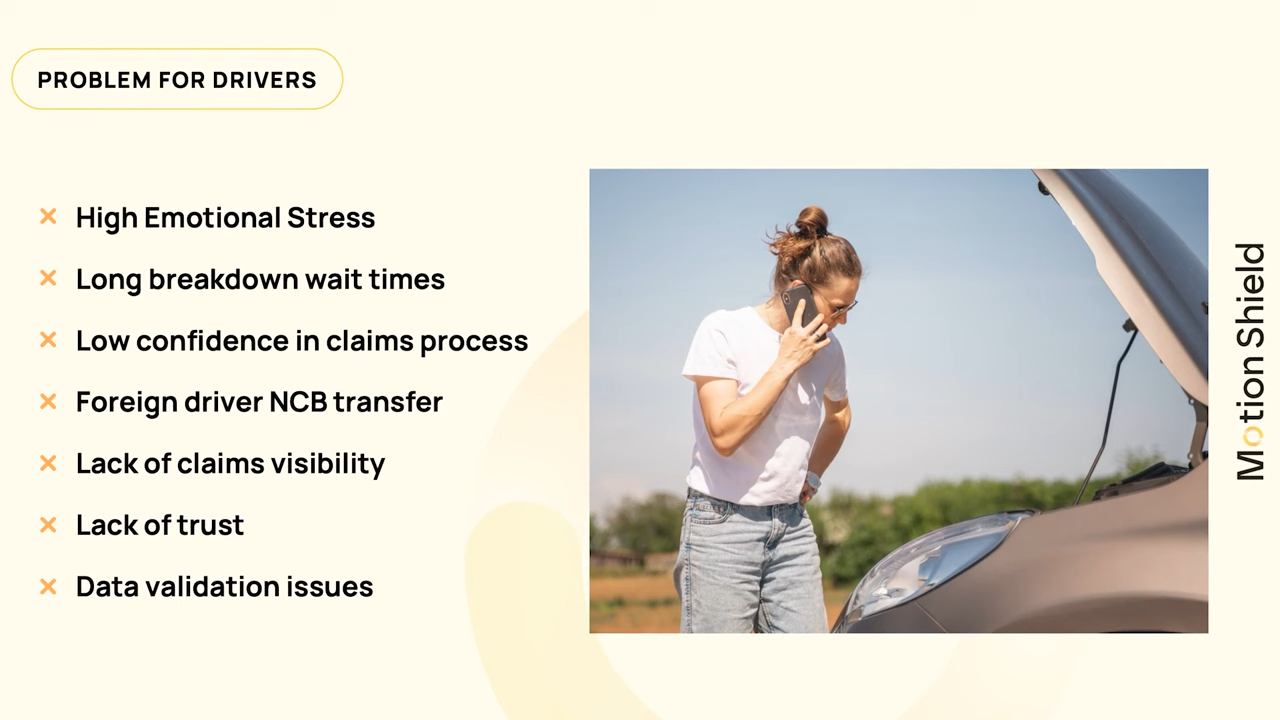 PROBLEM FOR DRIVERS
High Emotional Stress
Long breakdown wait times
Low confidence in claims process
Foreign driver NCB transfer
Lack of claims visibility
Lack of trust
Data validation issues
Motion Shield